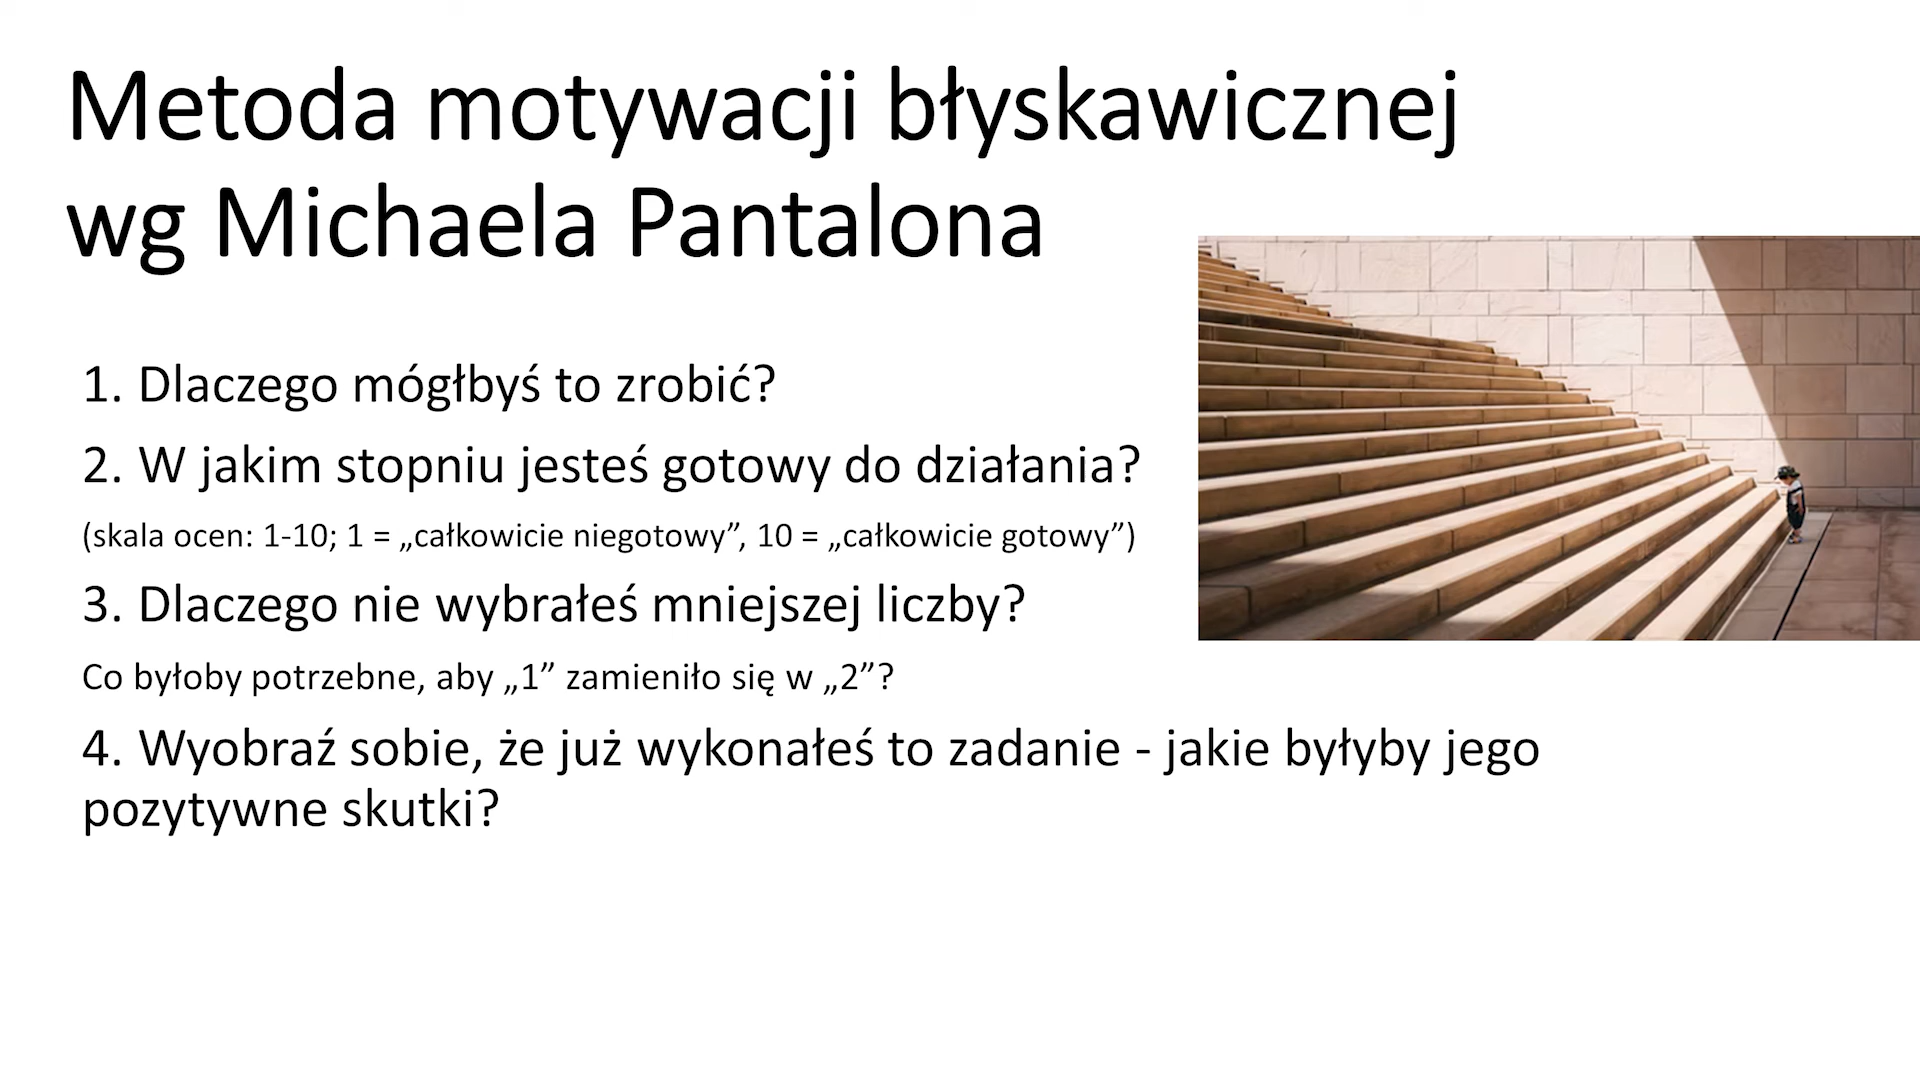 Metoda motywacji błyskawicznej
wg Michaela Pantalona
1. Dlaczego mógłbyś to zrobić?
2. W jakim stopniu jesteś gotowy do działania?
(skala ocen: 1-10; 1 = „całkowicie niegotowy”, 10 = „całkowicie gotowy”)
3. Dlaczego nie wybrałeś mniejszej liczby?
Co byłoby potrzebne, aby „1” zamieniło się w „2”?
4. Wyobraź sobie, że już wykonałeś to zadanie - jakie byłyby jego
pozytywne skutki?